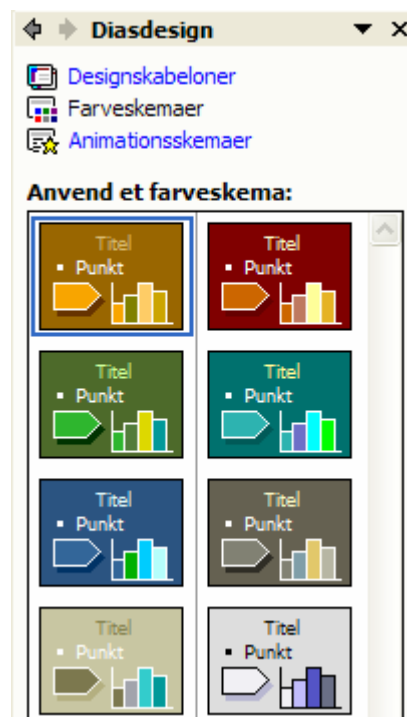 Diasdesign
Designskabeloner
Farveskemaer
Animationsskemaer
Anvend et farveskema:
Titel
Punkt
Titel
Punkt
Titel
Punkt
Titel
Punkt
Titel
Punkt
Titel
Punkt
Titel
Punkt
Titel
Punkt